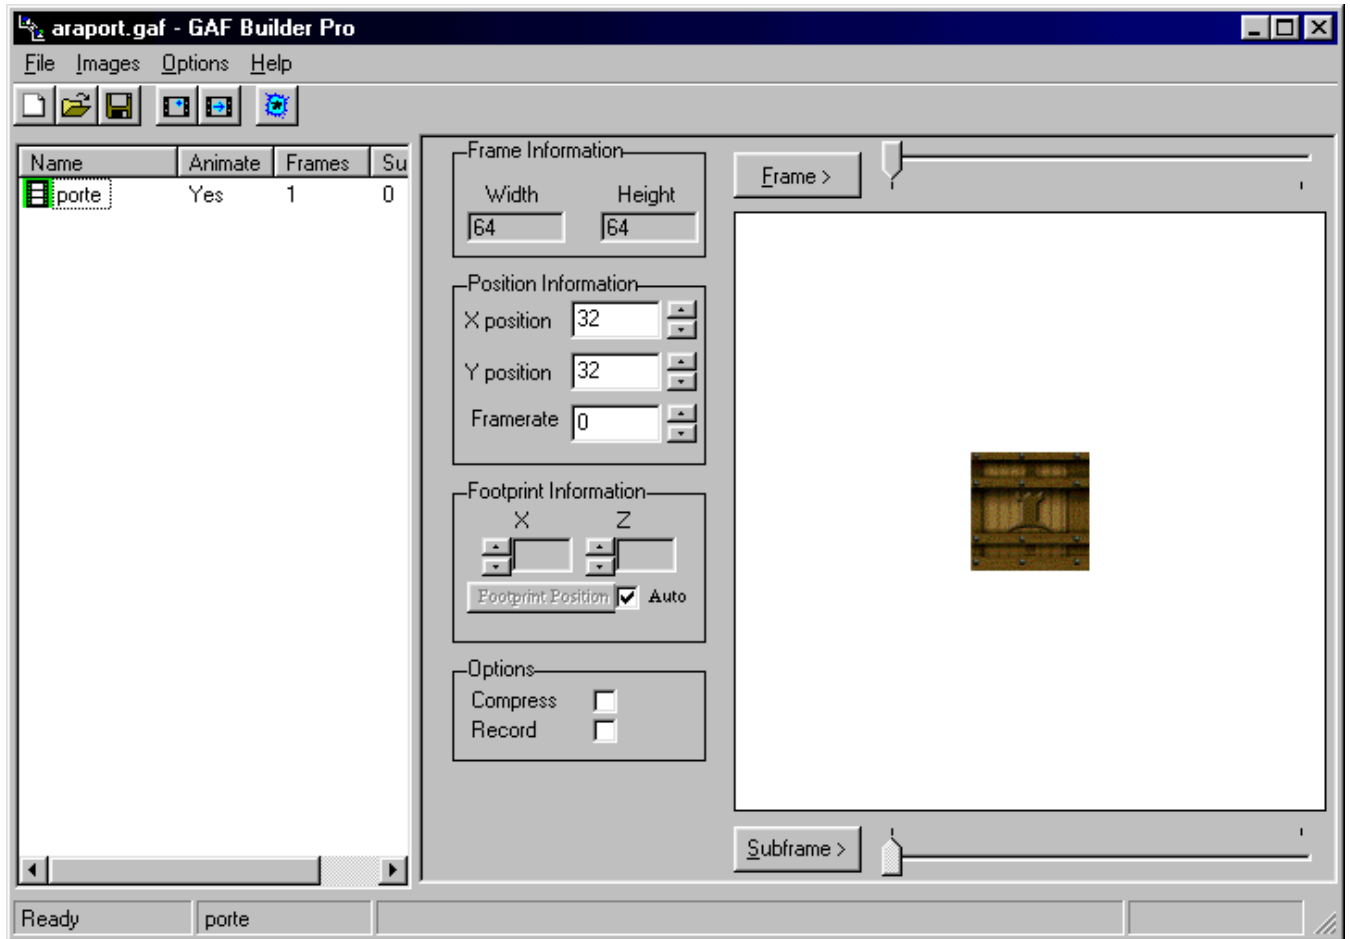 araport.gaf - GAF Builder Pro
File Images Options Help
Name Animate Frames Su
porte Yes 1 0
Frame Information
Width Height
64 64
Position Information
X position 32
Y position 32
Framerate 0
Footprint Information
X Z
Footprint Position Auto
Options
Compress
Record
Frame >
Subframe >
Ready porte